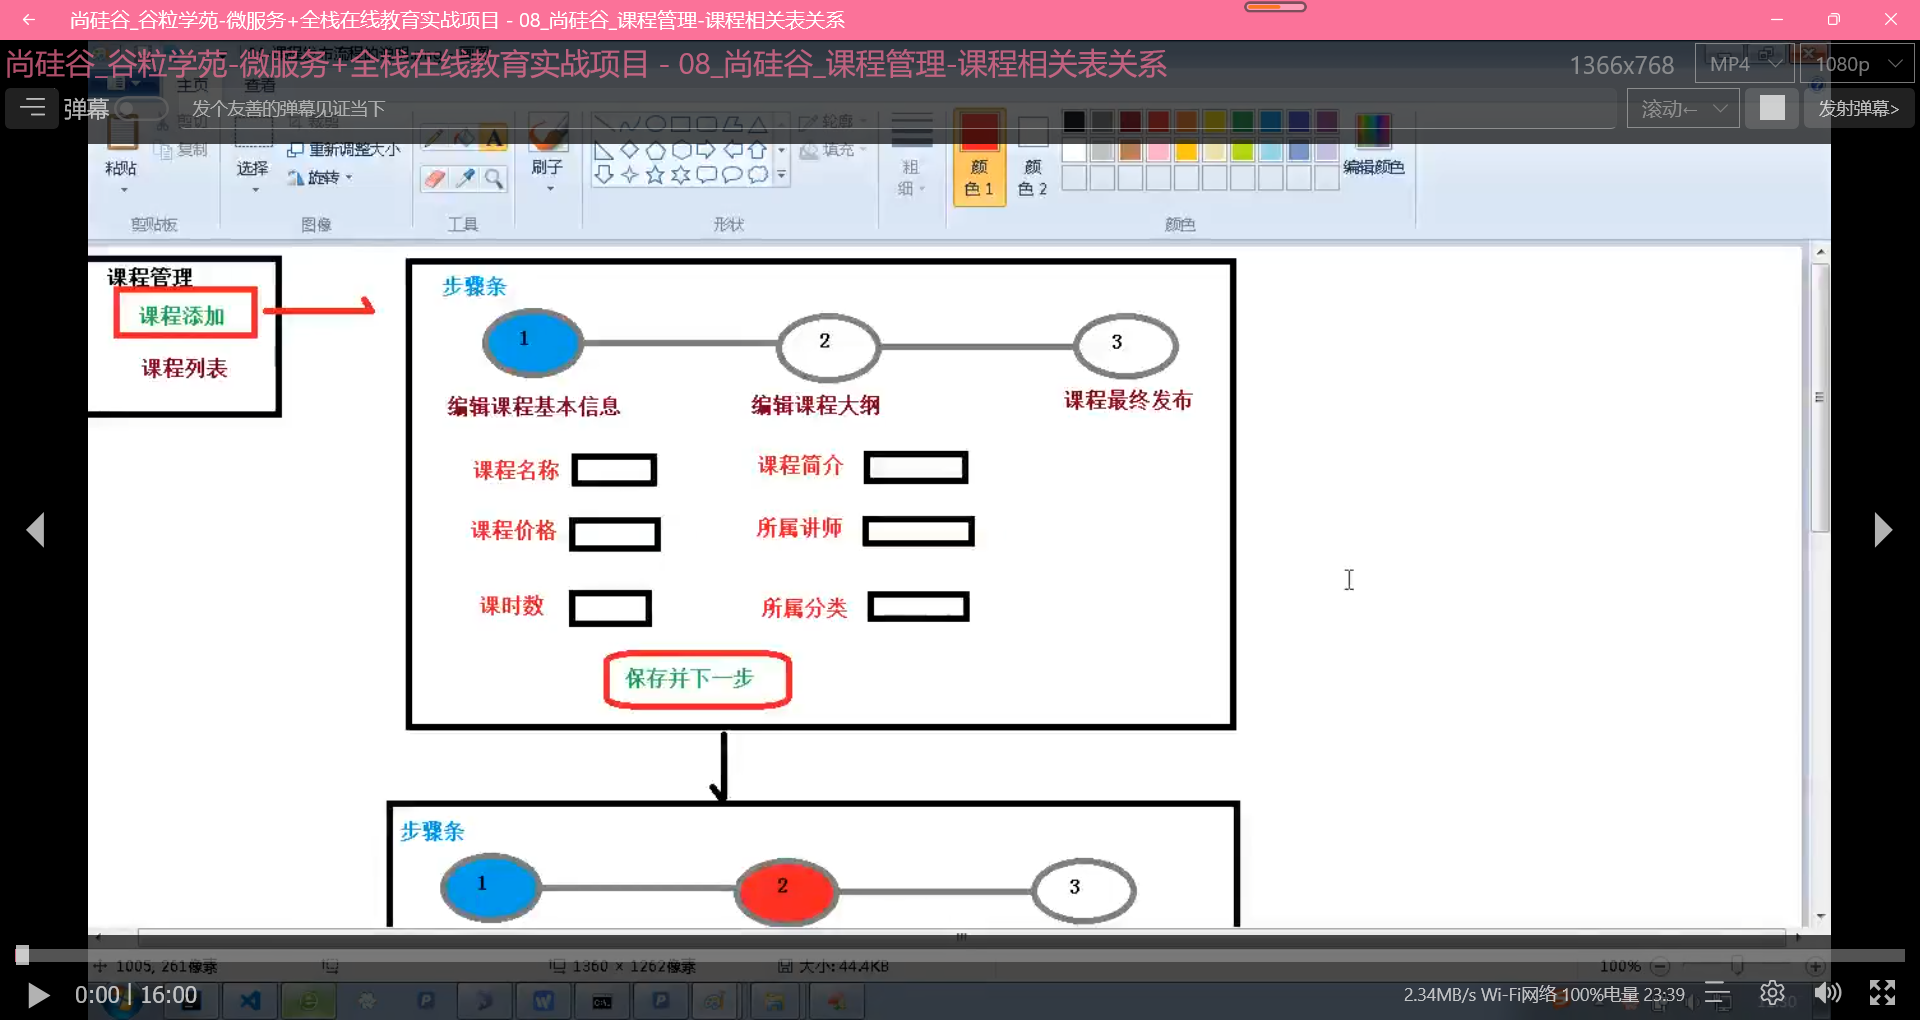 尚硅谷_谷粒学苑-微服务+全栈在线教育实战项目 - 08_尚硅谷_课程管理-课程相关表关系
尚硅谷_谷粒学苑-微服务+全栈在线教育实战项目 - 08_尚硅谷_课程管理-课程相关表关系
1366x768
MP4
1080p
主页
查看
弹幕
发个友善的弹幕见证当下
滚动←
发射弹幕>
粘贴
剪切
复制
选择
裁剪
重新调整大小
旋转
A
刷子
轮廓
填充
粗
细
颜
色 1
颜
色 2
编辑颜色
剪贴板
图像
工具
形状
颜色
课程管理
课程添加
课程列表
步骤条
1
2
3
编辑课程基本信息
编辑课程大纲
课程最终发布
课程名称
课程简介
课程价格
所属讲师
课时数
所属分类
保存并下一步
步骤条
1
2
3
1005, 261像素
1360 × 1262像素
大小: 44.4KB
100%
0:00 | 16:00
2.34MB/s Wi-Fi网络 100%电量 23:39